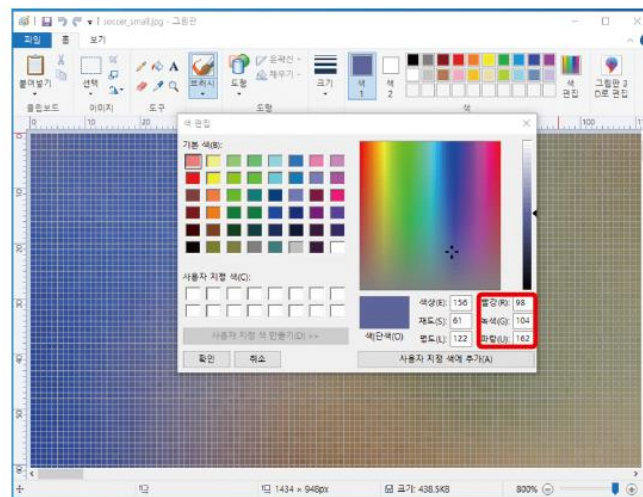 soccer_small.jpg - 그림판
파일 홈 보기
붙여넣기
선택
브러시
도형
윤곽선
채우기
크기
색
1
색
2
색
편집
그림판 3
D로 편집
클립보드 이미지 도구 도형 색
0 10 20 100
색 편집
기본 색(B):
사용자 지정 색(C):
사용자 지정 색 만들기(D) >>
확인 취소
색|단색(O)
색상(E): 156 빨강(R): 98
채도(S): 61 녹색(G): 104
명도(L): 122 파랑(U): 162
사용자 지정 색에 추가(A)
1434 × 948px 크기: 438.5KB 800%